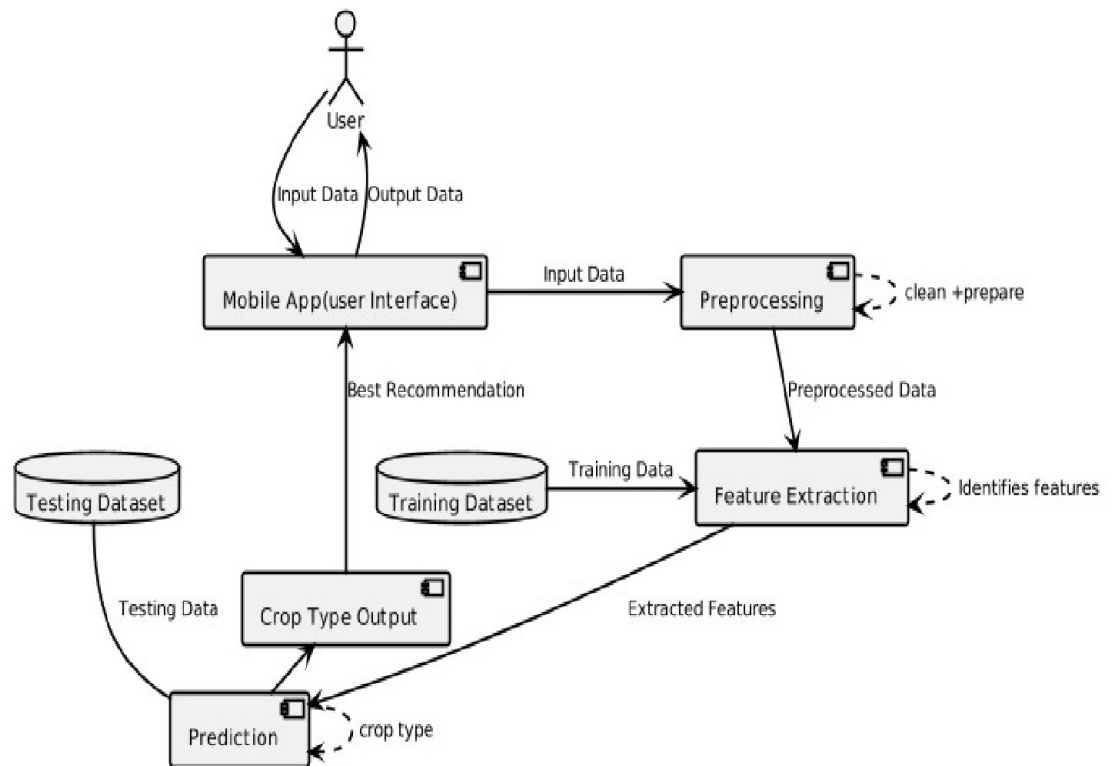 User
Input Data
Output Data
Mobile App(user Interface)
Input Data
Preprocessing
clean +prepare
Best Recommendation
Preprocessed Data
Testing Dataset
Training Dataset
Training Data
Feature Extraction
Identifies features
Testing Data
Crop Type Output
Extracted Features
Prediction
crop type